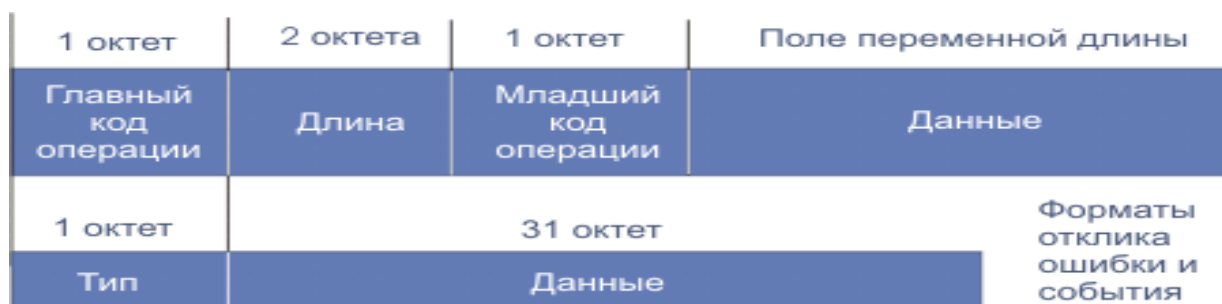 1 октет 2 октета 1 октет Поле переменной длины
Главный
код
операции
Длина
Младший
код
операции
Данные
1 октет 31 октет
Форматы
отклика
ошибки и
события
Тип Данные